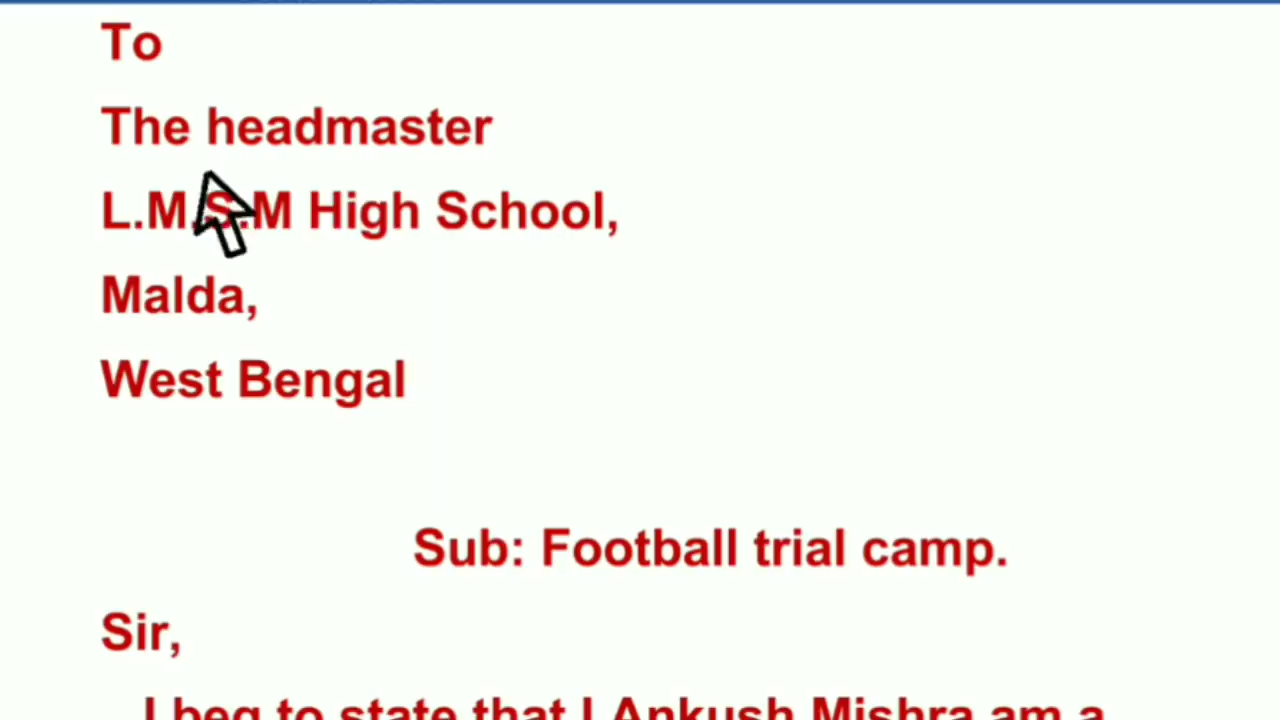 To
The headmaster
L.M.S.M High School,
Malda,
West Bengal
Sub: Football trial camp.
Sir,
I beg to state that I Ankush Mishra am a